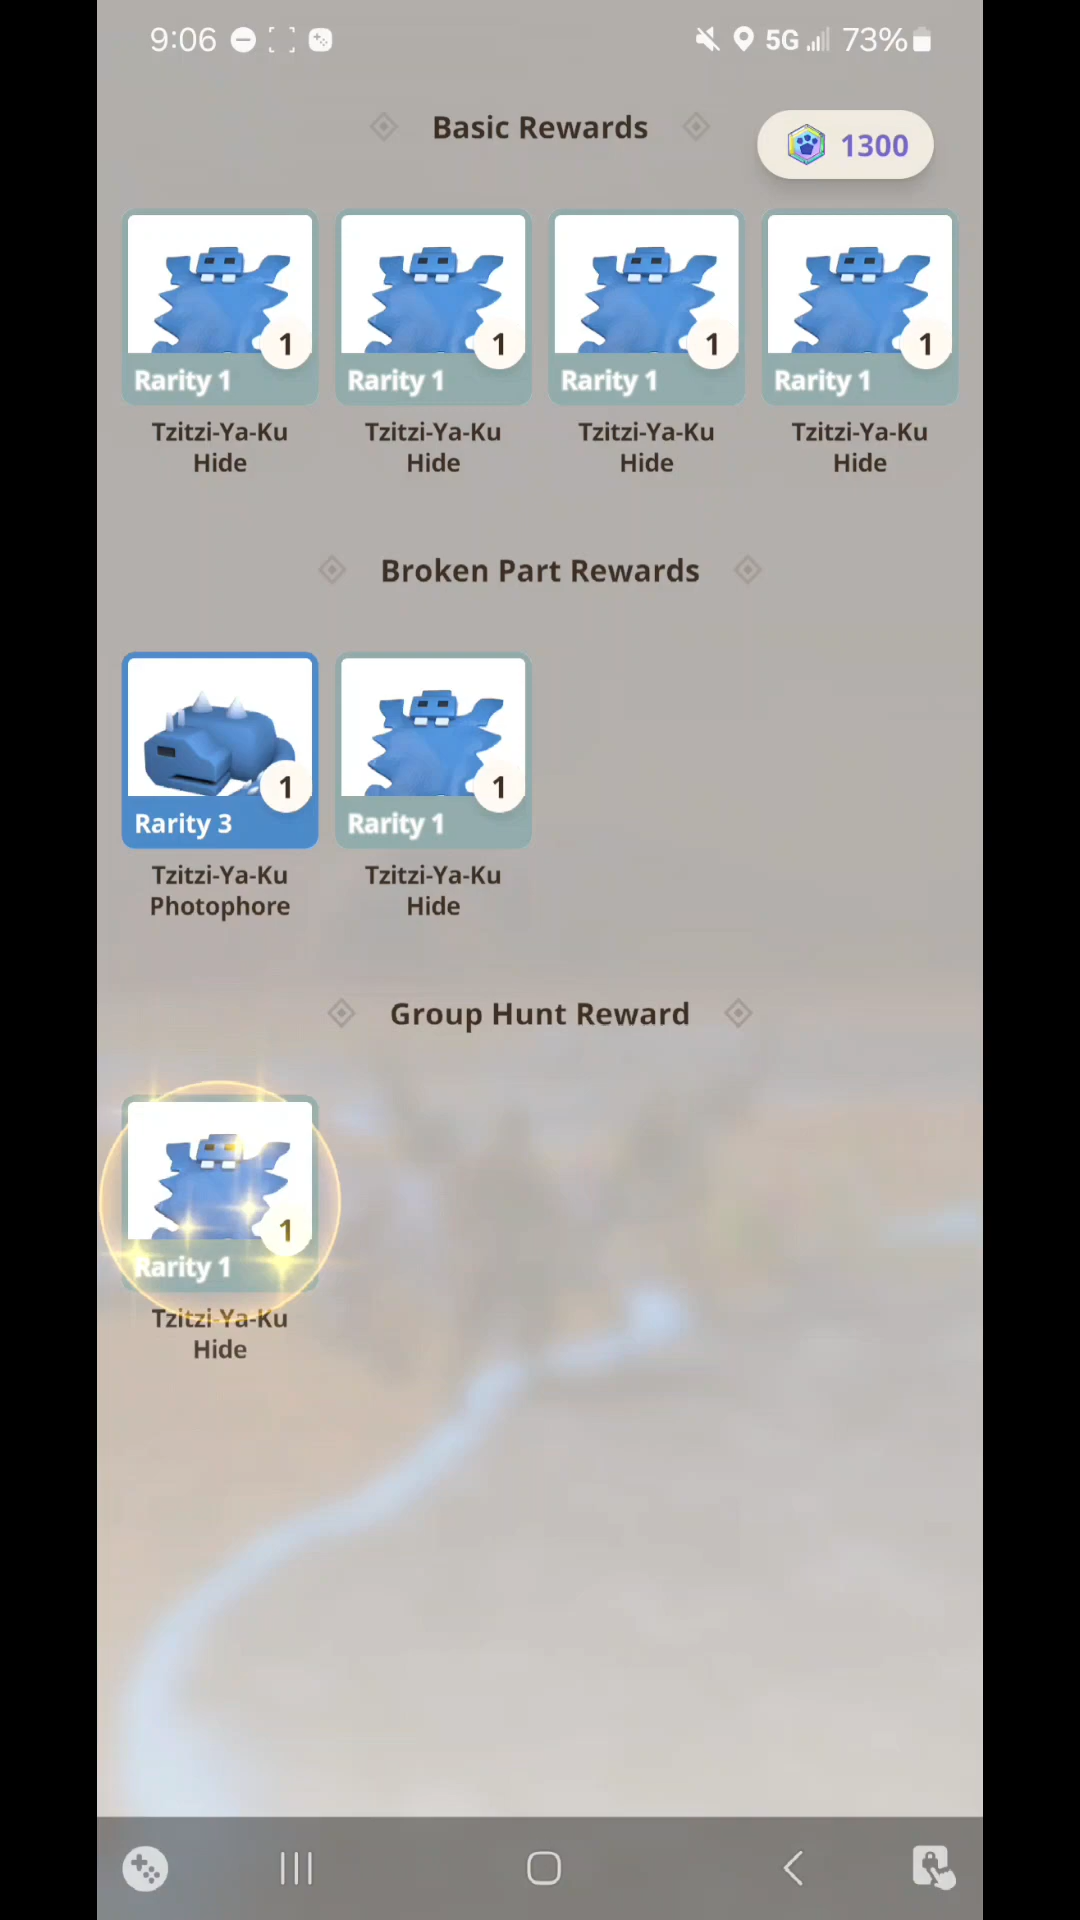 9:06 5G 73%
Basic Rewards
1300
1 1 1 1
Rarity 1 Rarity 1 Rarity 1 Rarity 1
Tzitzi-Ya-Ku Tzitzi-Ya-Ku Tzitzi-Ya-Ku Tzitzi-Ya-Ku
Hide Hide Hide Hide
Broken Part Rewards
1 1
Rarity 3 Rarity 1
Tzitzi-Ya-Ku Tzitzi-Ya-Ku
Photophore Hide
Group Hunt Reward
1
Rarity 1
Tzitzi-Ya-Ku
Hide